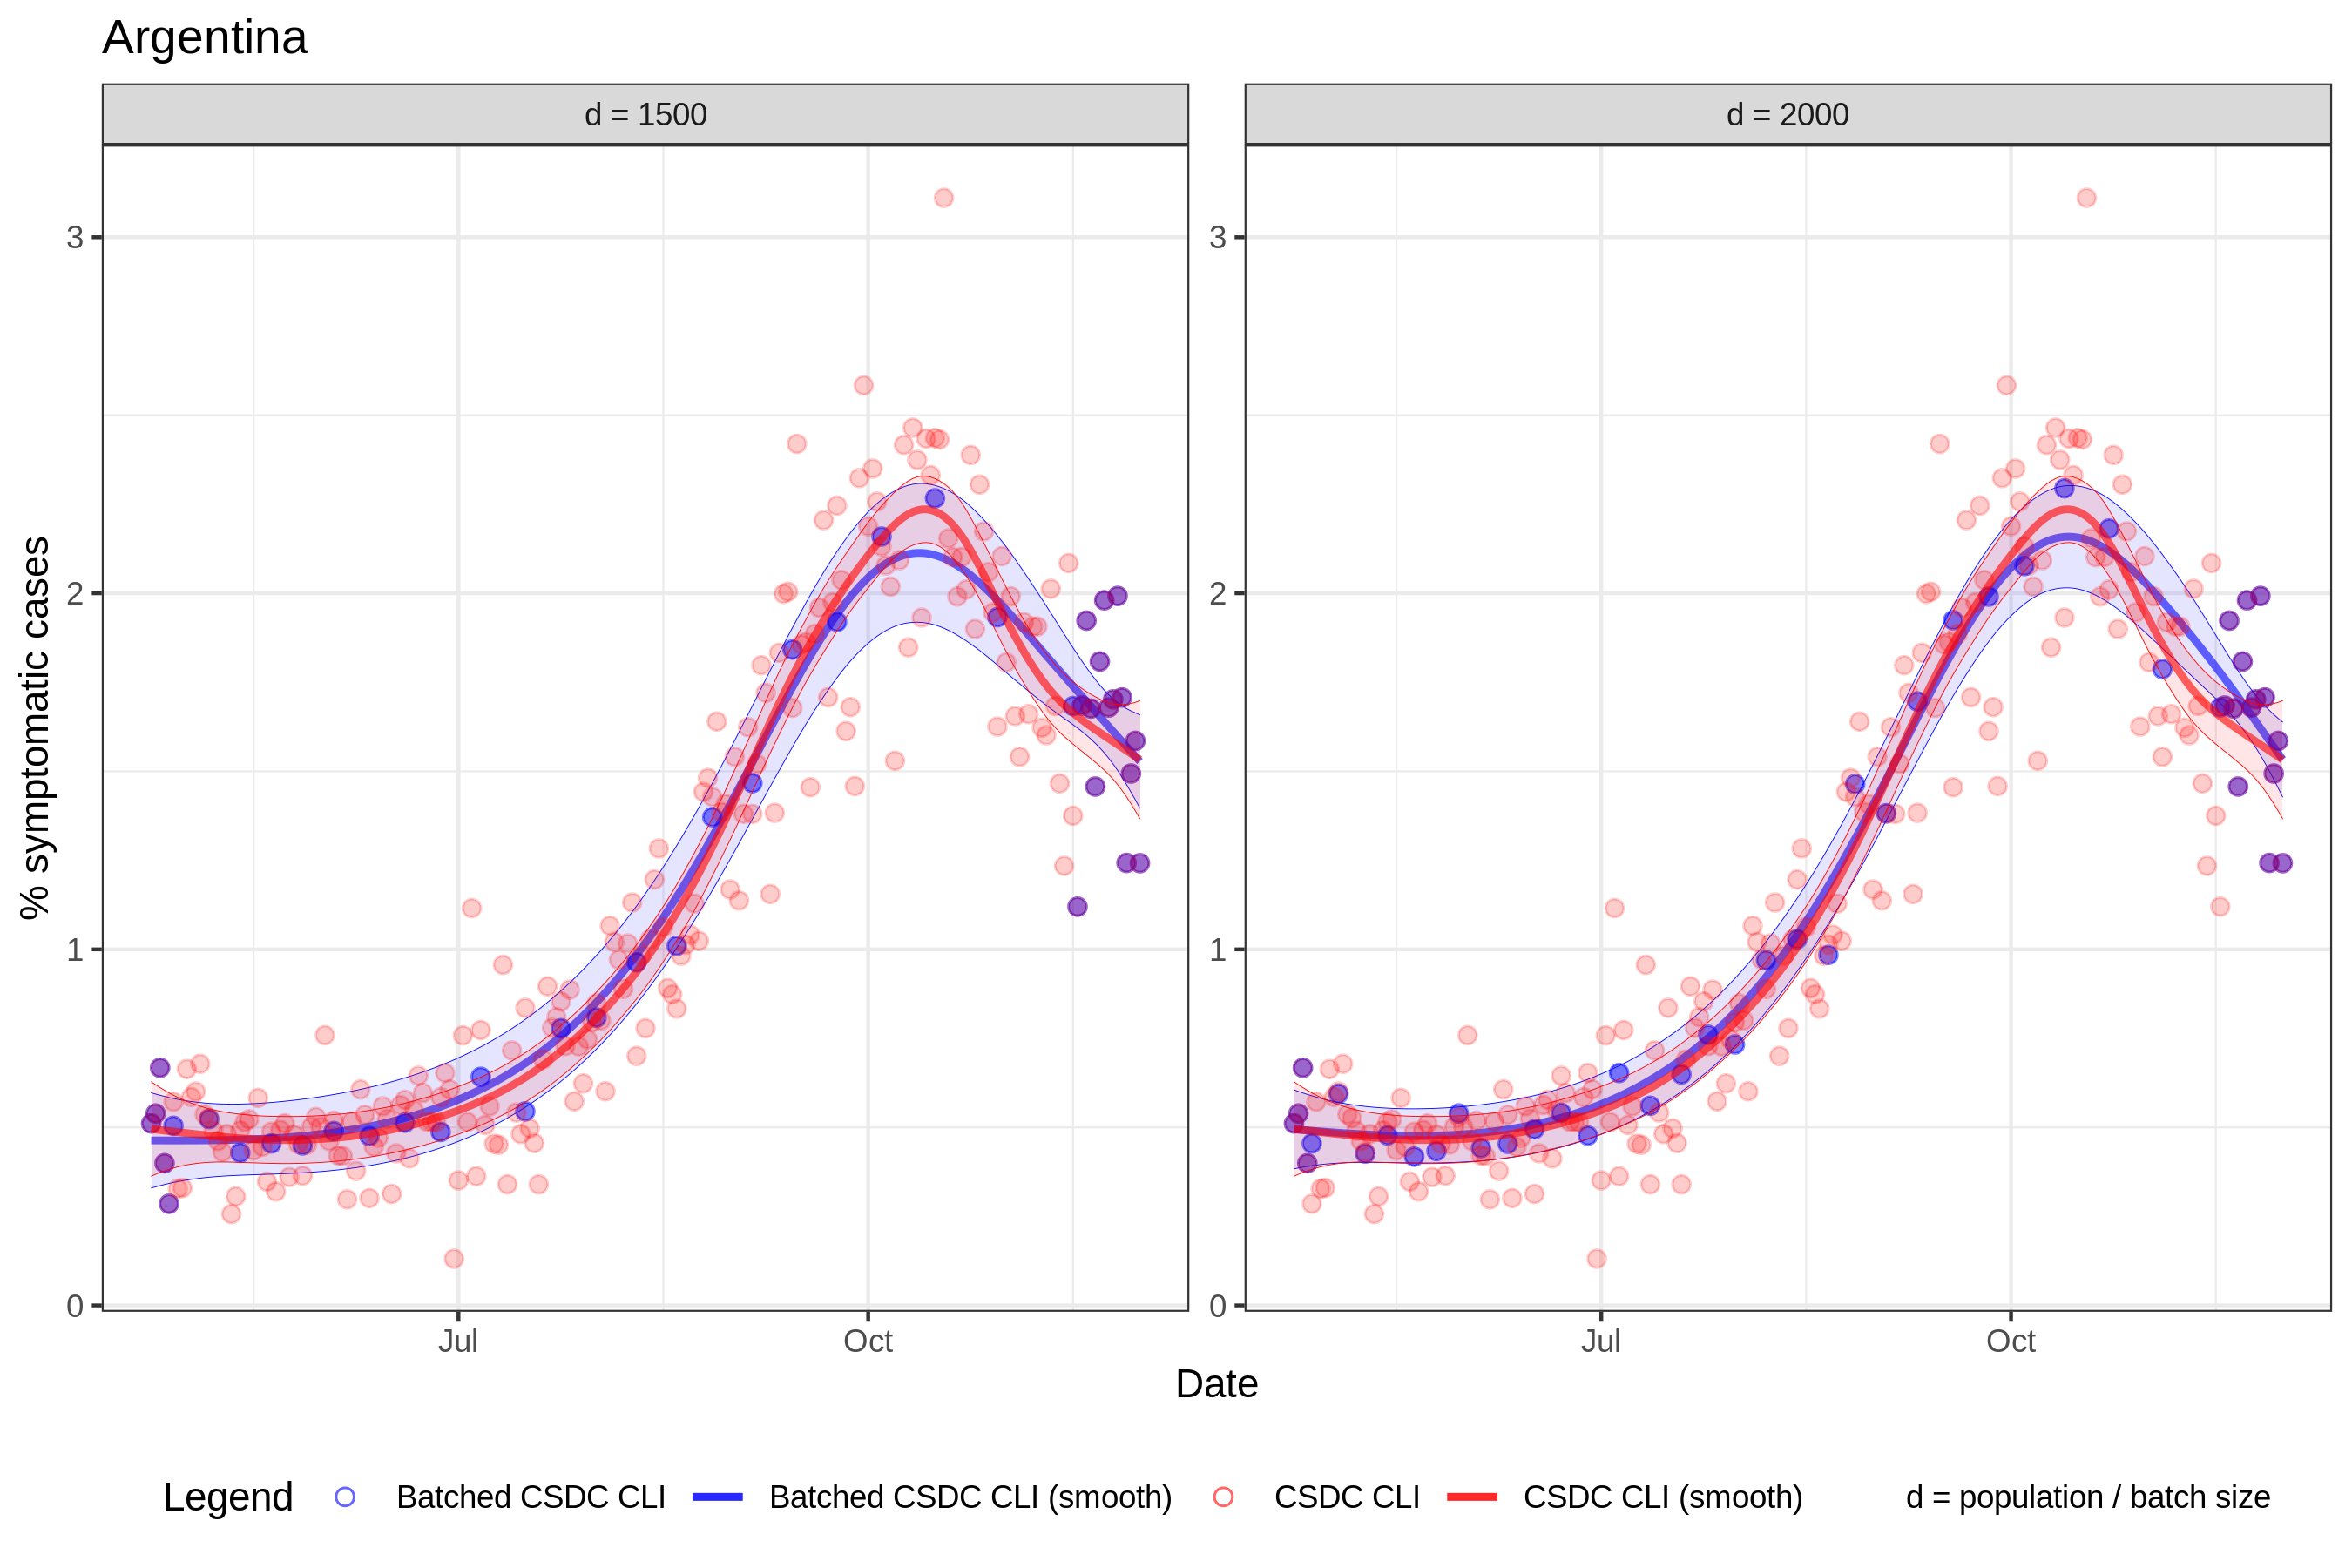 Argentina
d = 1500
d = 2000
% symptomatic cases
3
2
1
0
3
2
1
0
Jul
Oct
Jul
Oct
Date
Legend
Batched CSDC CLI
Batched CSDC CLI (smooth)
CSDC CLI
CSDC CLI (smooth)
d = population / batch size